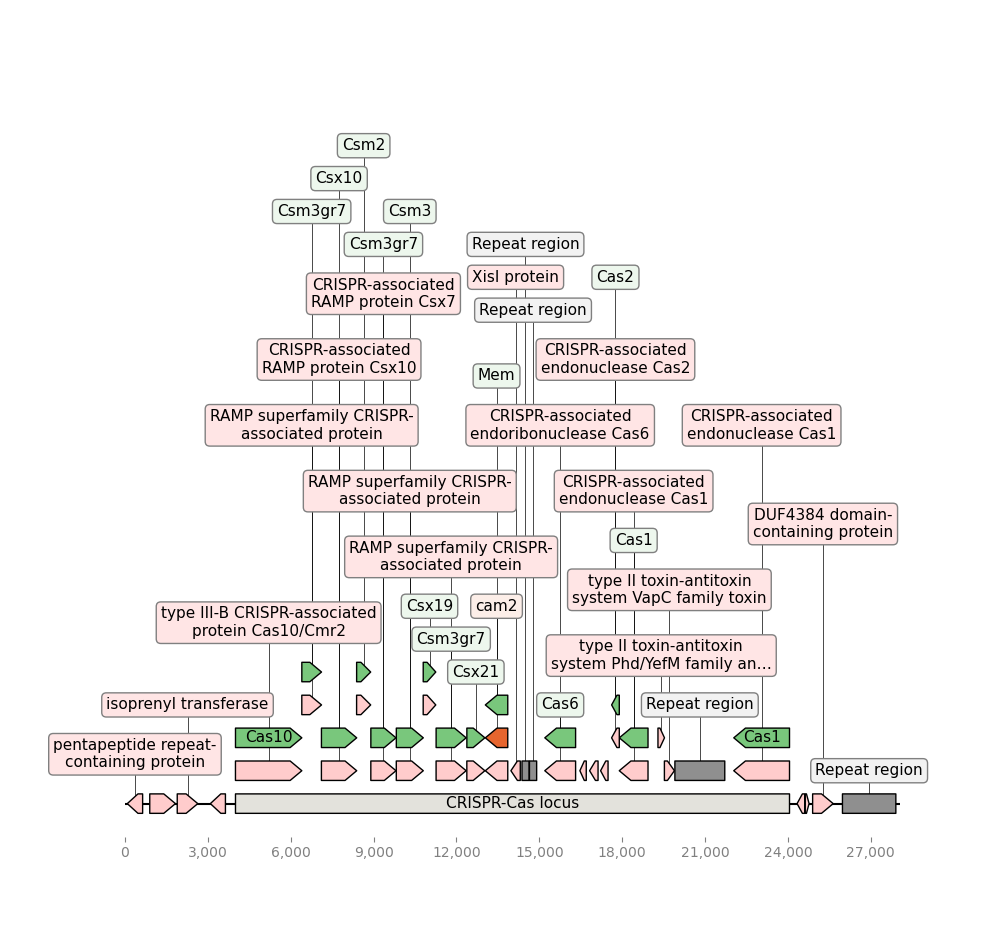 Csm2
Csx10
Csm3gr7
Csm3
Csm3gr7
Repeat region
CRISPR-associated
RAMP protein Csx7
XisI protein
Cas2
Repeat region
CRISPR-associated
RAMP protein Csx10
CRISPR-associated
endonuclease Cas2
Mem
RAMP superfamily CRISPR-
associated protein
CRISPR-associated
endoribonuclease Cas6
CRISPR-associated
endonuclease Cas1
RAMP superfamily CRISPR-
associated protein
CRISPR-associated
endonuclease Cas1
DUF4384 domain-
containing protein
Cas1
RAMP superfamily CRISPR-
associated protein
type II toxin-antitoxin
system VapC family toxin
type III-B CRISPR-associated
protein Cas10/Cmr2
Csx19
cam2
Csm3gr7
type II toxin-antitoxin
system Phd/YefM family an...
Csx21
isoprenyl transferase
Cas6
Repeat region
Cas10
Cas1
pentapeptide repeat-
containing protein
Repeat region
CRISPR-Cas locus
0 3,000 6,000 9,000 12,000 15,000 18,000 21,000 24,000 27,000